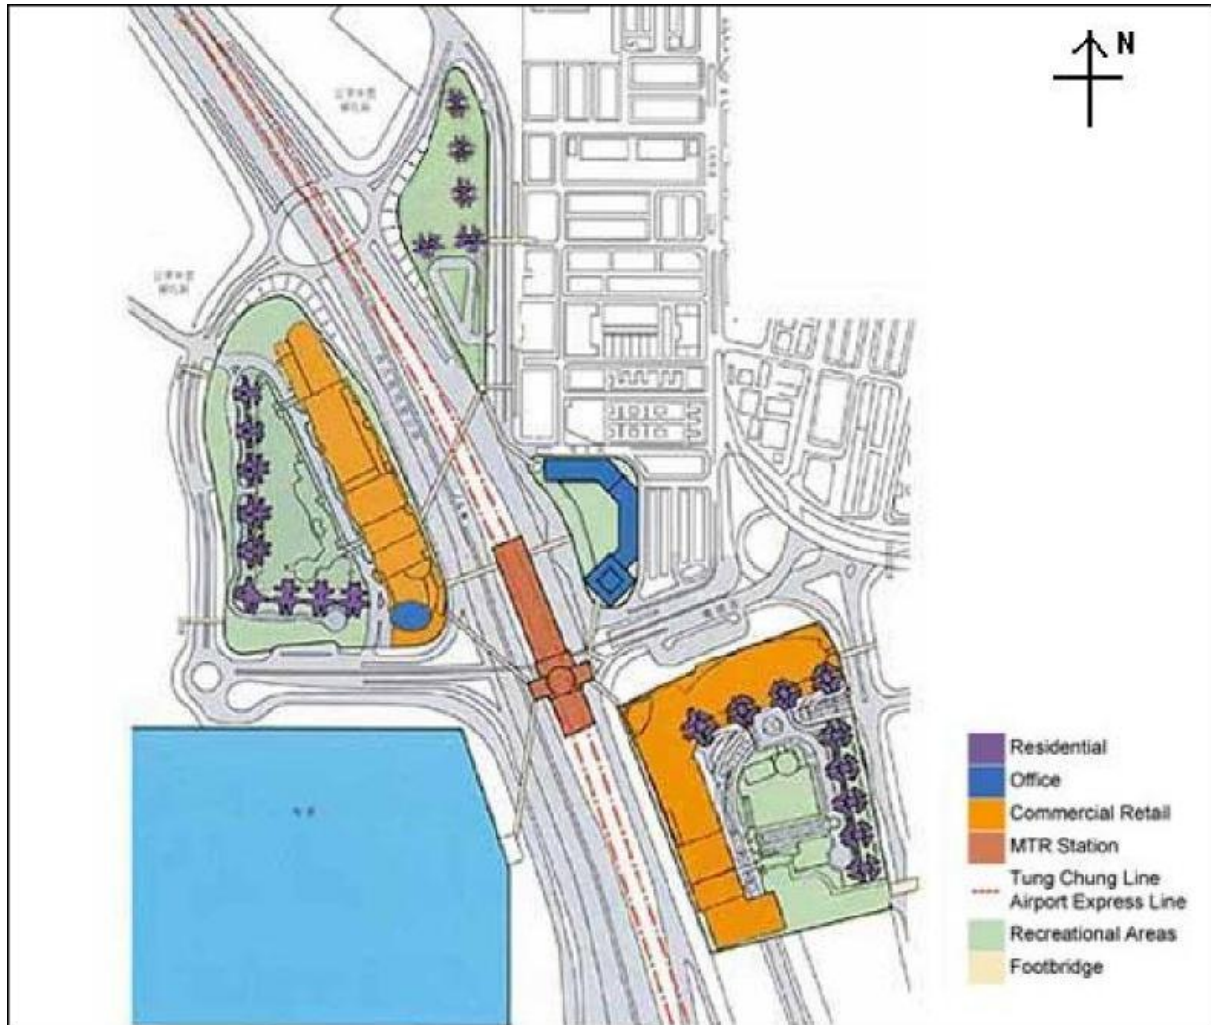 N
Residential
Office
Commercial Retail
MTR Station
Tung Chung Line
Airport Express Line
Recreational Areas
Footbridge